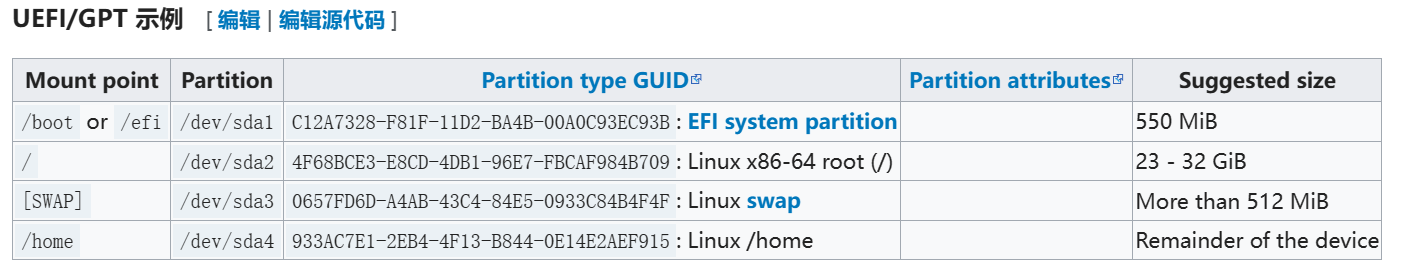 UEFI/GPT 示例 [ 编辑 | 编辑源代码 ]
Mount point Partition Partition type GUID Partition attributes Suggested size
/boot or /efi /dev/sda1 C12A7328-F81F-11D2-BA4B-00A0C93EC93B : EFI system partition 550 MiB
/ /dev/sda2 4F68BCE3-E8CD-4DB1-96E7-FBCAF984B709 : Linux x86-64 root (/) 23 - 32 GiB
[SWAP] /dev/sda3 0657FD6D-A4AB-43C4-84E5-0933C84B4F4F : Linux swap More than 512 MiB
/home /dev/sda4 933AC7E1-2EB4-4F13-B844-0E14E2AEF915 : Linux /home Remainder of the device